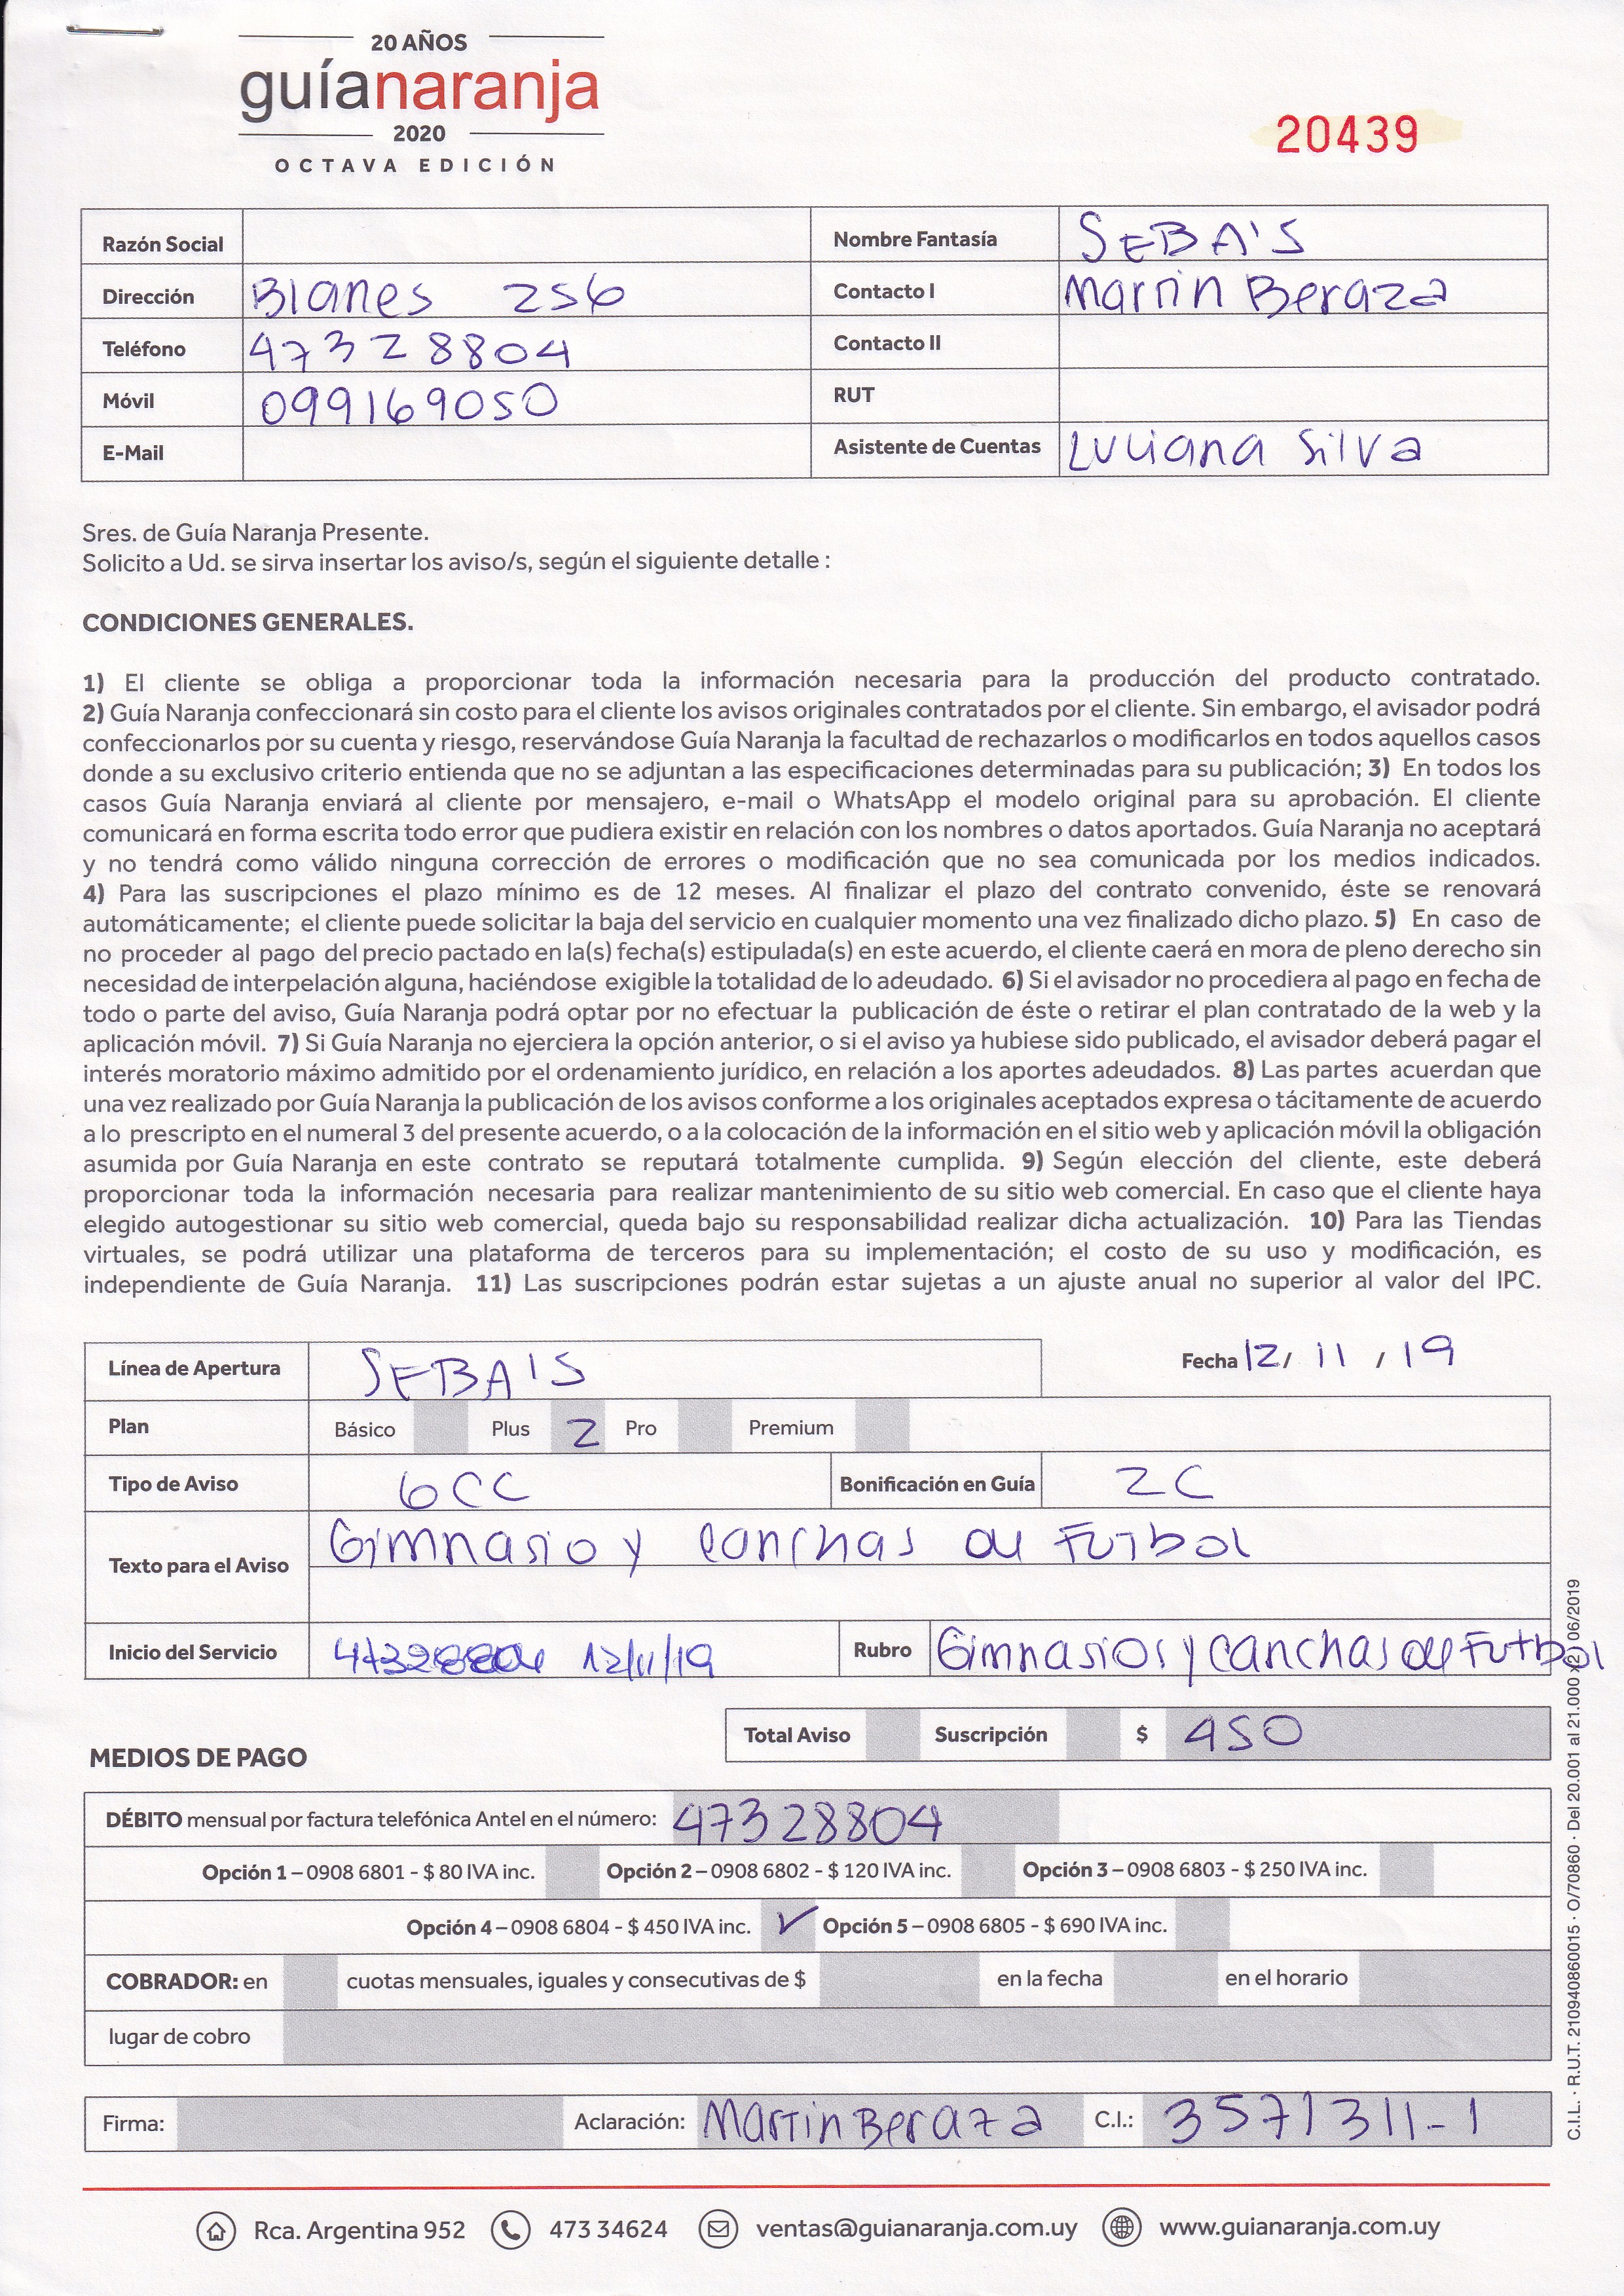 20 AÑOS
guíanaranja
2020
OCTAVA EDICIÓN
20439
Razón Social
Nombre Fantasía SEBA'S
Dirección Blanes 256
Contacto I Martin Beraza
Teléfono 47328804
Contacto II
Móvil 099169050
RUT
E-Mail
Asistente de Cuentas Luciana Silva
Sres. de Guía Naranja Presente.
Solicito a Ud. se sirva insertar los aviso/s, según el siguiente detalle :
CONDICIONES GENERALES.
1) El cliente se obliga a proporcionar toda la información necesaria para la producción del producto contratado.
2) Guía Naranja confeccionará sin costo para el cliente los avisos originales contratados por el cliente. Sin embargo, el avisador podrá
confeccionarlos por su cuenta y riesgo, reservándose Guía Naranja la facultad de rechazarlos o modificarlos en todos aquellos casos
donde a su exclusivo criterio entienda que no se adjuntan a las especificaciones determinadas para su publicación; 3) En todos los
casos Guía Naranja enviará al cliente por mensajero, e-mail o WhatsApp el modelo original para su aprobación. El cliente
comunicará en forma escrita todo error que pudiera existir en relación con los nombres o datos aportados. Guía Naranja no aceptará
y no tendrá como válido ninguna corrección de errores o modificación que no sea comunicada por los medios indicados.
4) Para las suscripciones el plazo mínimo es de 12 meses. Al finalizar el plazo del contrato convenido, éste se renovará
automáticamente; el cliente puede solicitar la baja del servicio en cualquier momento una vez finalizado dicho plazo. 5) En caso de
no proceder al pago del precio pactado en la(s) fecha(s) estipulada(s) en este acuerdo, el cliente caerá en mora de pleno derecho sin
necesidad de interpelación alguna, haciéndose exigible la totalidad de lo adeudado. 6) Si el avisador no procediera al pago en fecha de
todo o parte del aviso, Guía Naranja podrá optar por no efectuar la publicación de éste o retirar el plan contratado de la web y la
aplicación móvil. 7) Si Guía Naranja no ejerciera la opción anterior, o si el aviso ya hubiese sido publicado, el avisador deberá pagar el
interés moratorio máximo admitido por el ordenamiento jurídico, en relación a los aportes adeudados. 8) Las partes acuerdan que
una vez realizado por Guía Naranja la publicación de los avisos conforme a los originales aceptados expresa o tácitamente de acuerdo
a lo prescripto en el numeral 3 del presente acuerdo, o a la colocación de la información en el sitio web y aplicación móvil la obligación
asumida por Guía Naranja en este contrato se reputará totalmente cumplida. 9) Según elección del cliente, este deberá
proporcionar toda la información necesaria para realizar mantenimiento de su sitio web comercial. En caso que el cliente haya
elegido autogestionar su sitio web comercial, queda bajo su responsabilidad realizar dicha actualización. 10) Para las Tiendas
virtuales, se podrá utilizar una plataforma de terceros para su implementación; el costo de su uso y modificación, es
independiente de Guía Naranja. 11) Las suscripciones podrán estar sujetas a un ajuste anual no superior al valor del IPC.
Línea de Apertura SEBA'S
Fecha 12/ 11 / 19
Plan Básico Plus 2 Pro Premium
Tipo de Aviso 6CC Bonificación en Guía 2C
Texto para el Aviso Gimnasio y canchas de Futbol
Inicio del Servicio 12/11/19 Rubro Gimnasios y canchas de Futbol
Total Aviso Suscripción $ 450
MEDIOS DE PAGO
DÉBITO mensual por factura telefónica Antel en el número: 47328804
Opción 1 – 0908 6801 - $ 80 IVA inc. Opción 2 – 0908 6802 - $ 120 IVA inc. Opción 3 – 0908 6803 - $ 250 IVA inc.
Opción 4 – 0908 6804 - $ 450 IVA inc. ✓ Opción 5 – 0908 6805 - $ 690 IVA inc.
COBRADOR: en cuotas mensuales, iguales y consecutivas de $ en la fecha en el horario
lugar de cobro
Firma: Aclaración: Martin Beraza C.I.: 3571311-1
C.I.L. · R.U.T. 210940860015 · O/70860 · Del 20.001 al 21.000 x2 06/2019
Rca. Argentina 952 473 34624 ventas@guianaranja.com.uy www.guianaranja.com.uy